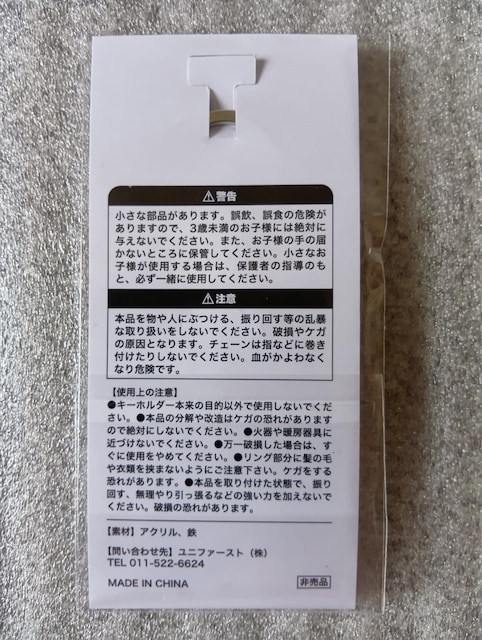 ⚠警告
小さな部品があります。誤飲、誤食の危険が
ありますので、3歳未満のお子様には絶対に
与えないでください。また、お子様の手の届
かないところに保管してください。小さなお
子様が使用する場合は、保護者の指導のも
と、必ず一緒に使用してください。
⚠注意
本品を物や人にぶつける、振り回す等の乱暴
な取り扱いをしないでください。破損やケガ
の原因となります。チェーンは指などに巻き
付けたりしないでください。血がかよわなく
なり危険です。
【使用上の注意】
●キーホルダー本来の目的以外で使用しないでくだ
さい。●本品の分解や改造はケガの恐れがあります
ので絶対にしないでください。●火器や暖房器具に
近づけないでください。●万一破損した場合は、す
ぐに使用をやめてください。●リング部分に髪の毛
や衣類を挟まないようにご注意下さい。ケガをする
恐れがあります。●本品を取り付けた状態で、振り
回す、無理やり引っ張るなどの強い力を加えないで
ください。破損の恐れがあります。
【素材】アクリル、鉄
【問い合わせ先】ユニファースト（株）
TEL 011-522-6624
MADE IN CHINA
非売品